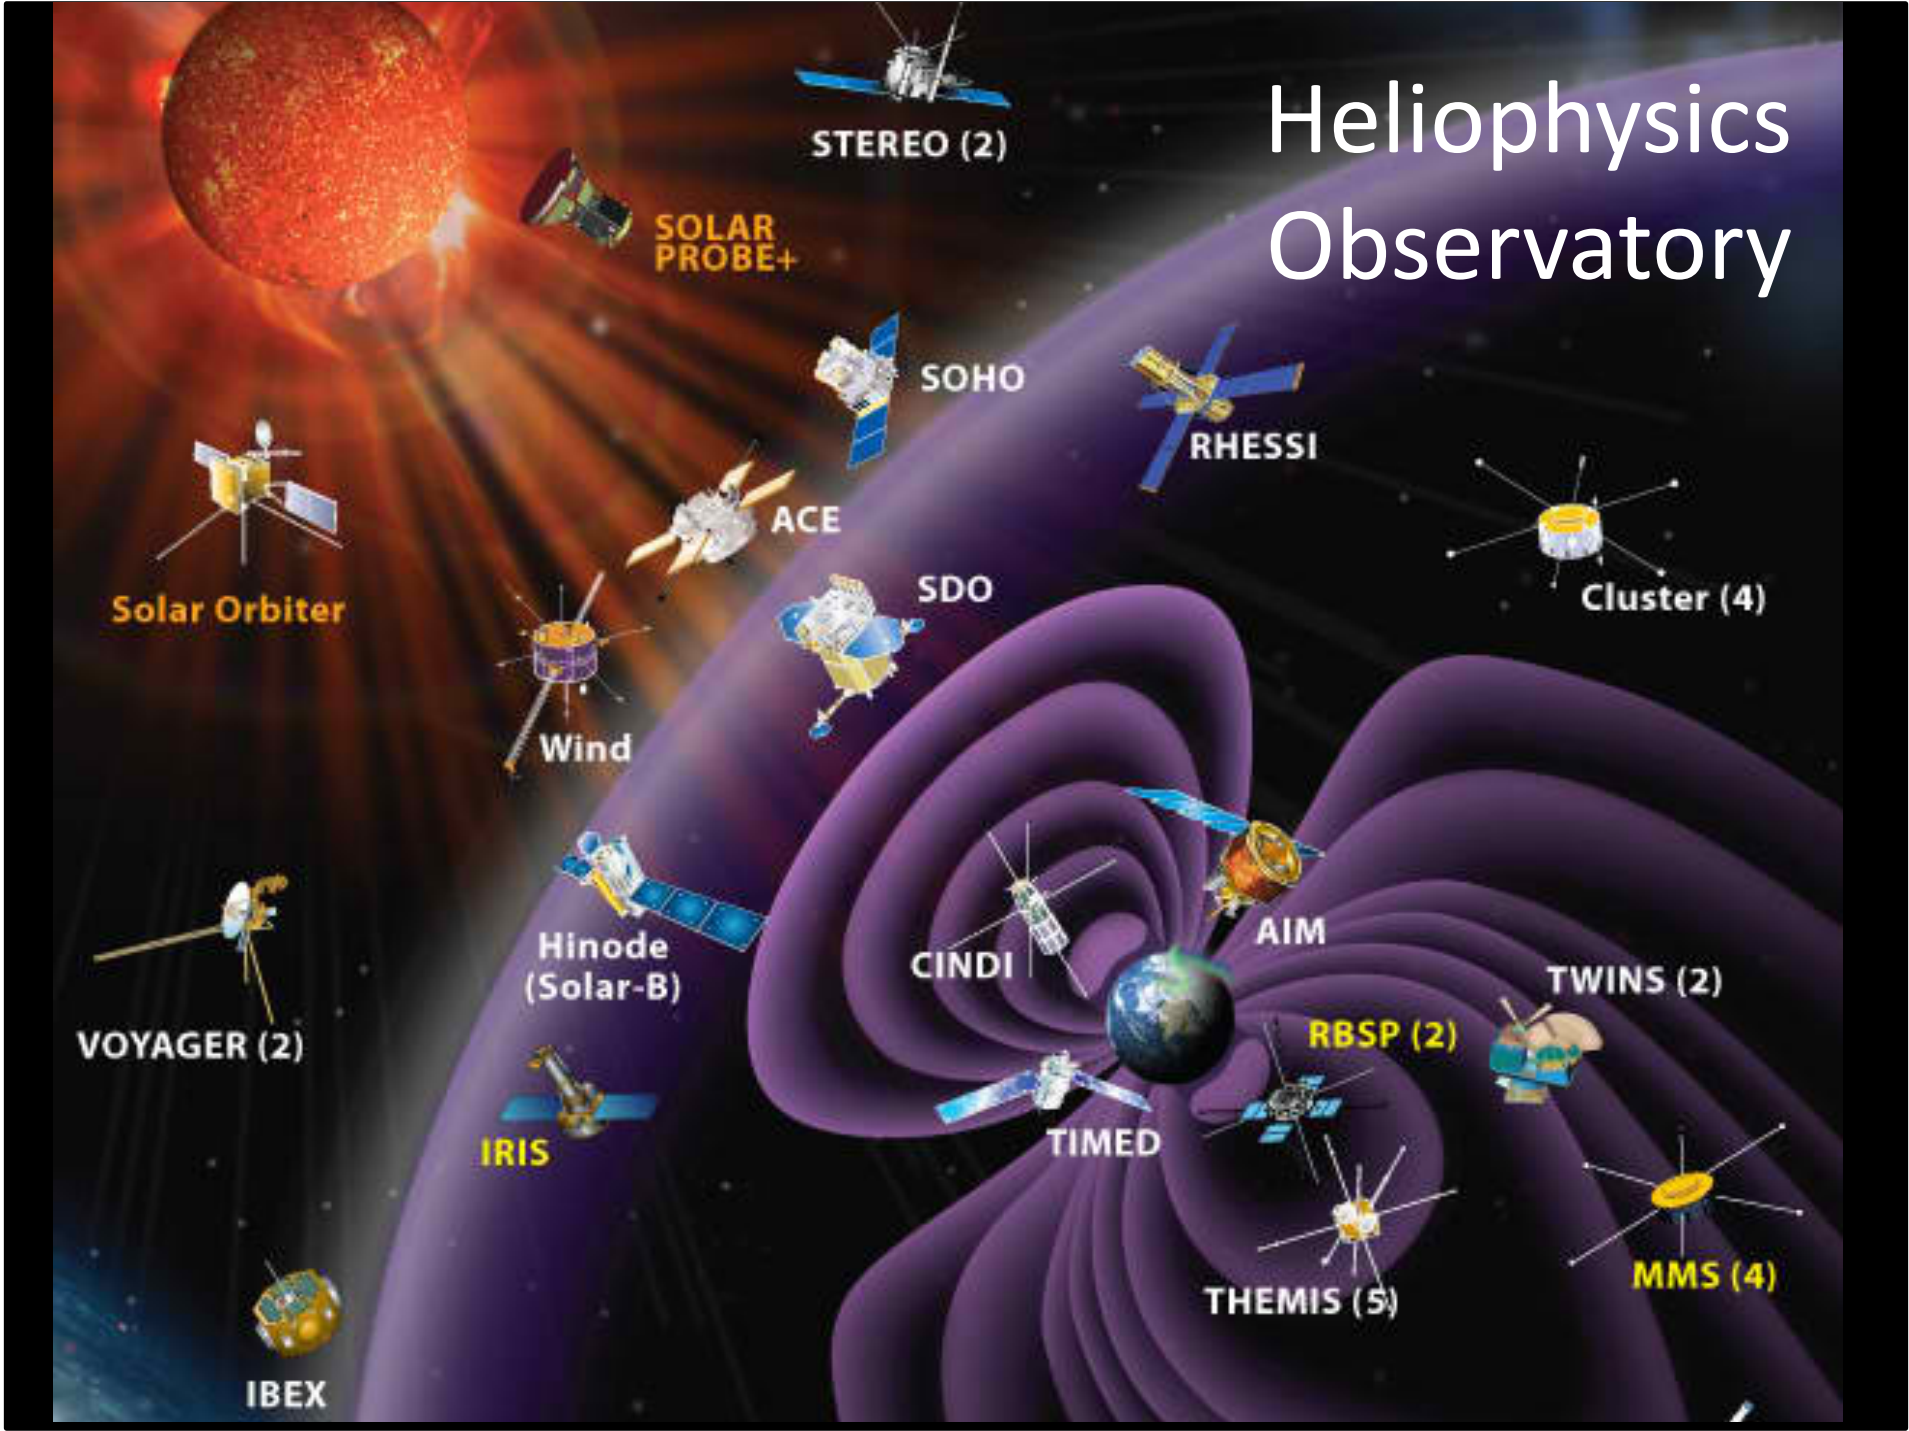 Heliophysics
Observatory
STEREO (2)
SOLAR
PROBE+
SOHO
RHESSI
ACE
Cluster (4)
Solar Orbiter
SDO
Wind
Hinode
(Solar-B)
CINDI
AIM
TWINS (2)
VOYAGER (2)
RBSP (2)
IRIS
TIMED
MMS (4)
THEMIS (5)
IBEX